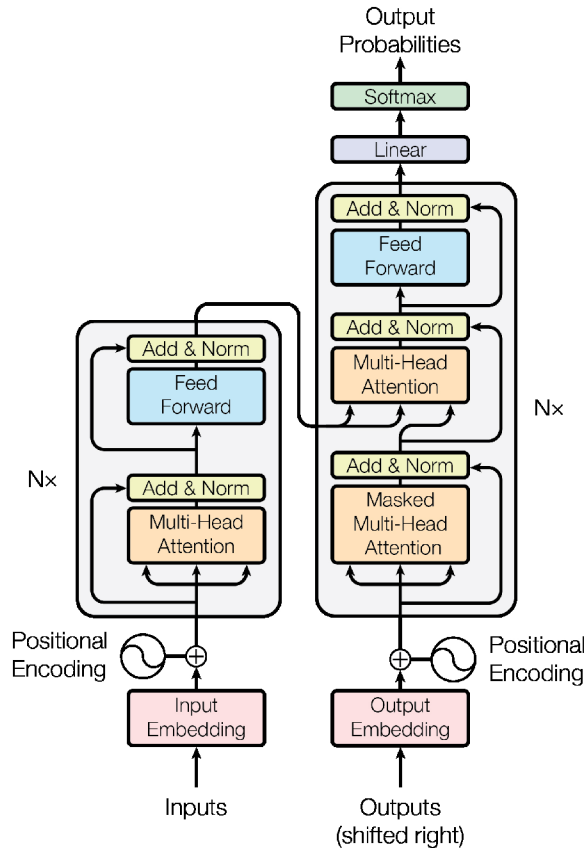 Output
Probabilities
Softmax
Linear
Add & Norm
Feed
Forward
Add & Norm
Multi-Head
Attention
Add & Norm
Masked
Multi-Head
Attention
N×
Add & Norm
Feed
Forward
Add & Norm
Multi-Head
Attention
N×
Positional
Encoding
Positional
Encoding
Input
Embedding
Output
Embedding
Inputs
Outputs
(shifted right)